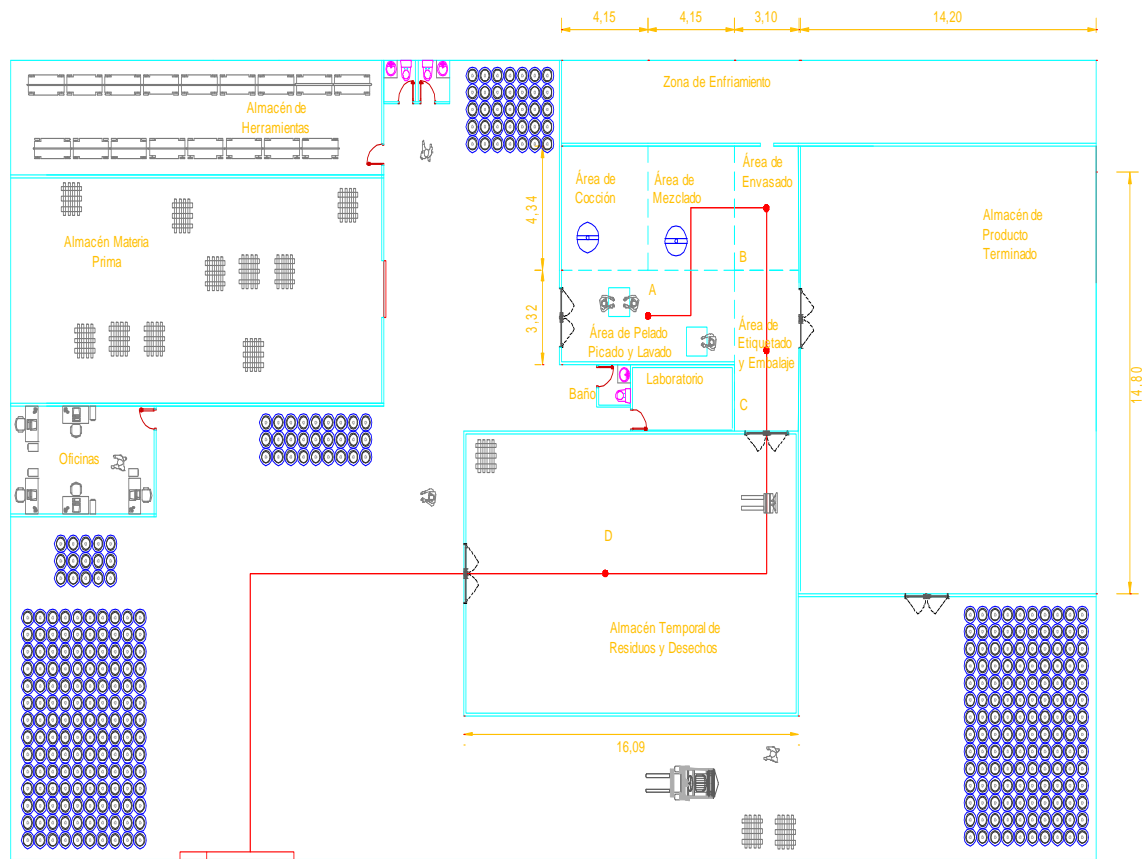 4,15
4,15
3,10
14,20
Zona de Enfriamiento
Almacén de
Herramientas
Área de
Envasado
Área de
Cocción
Área de
Mezclado
4,34
Almacén de
Producto
Terminado
Almacén Materia
Prima
B
A
3,32
Área de Pelado
Picado y Lavado
Área de
Etiquetado
y Embalaje
Laboratorio
Baño
C
14,80
Oficinas
D
Almacén Temporal de
Residuos y Desechos
16,09